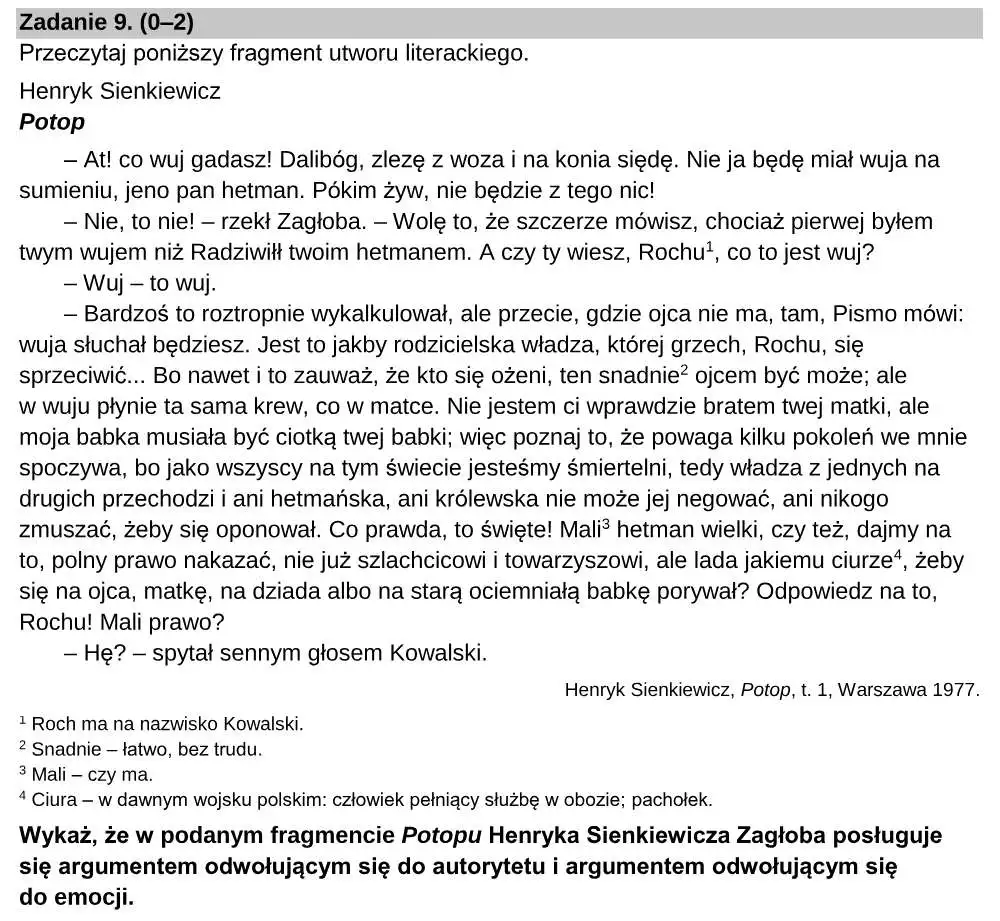 Zadanie 9. (0–2)
Przeczytaj poniższy fragment utworu literackiego.
Henryk Sienkiewicz
Potop
– At! co wuj gadasz! Dalibóg, zlezę z woza i na konia siędę. Nie ja będę miał wuja na
sumieniu, jeno pan hetman. Pókim żyw, nie będzie z tego nic!
– Nie, to nie! – rzekł Zagłoba. – Wolę to, że szczerze mówisz, chociaż pierwej byłem
twym wujem niż Radziwiłł twoim hetmanem. A czy ty wiesz, Rochu¹, co to jest wuj?
– Wuj – to wuj.
– Bardzoś to roztropnie wykalkulował, ale przecie, gdzie ojca nie ma, tam, Pismo mówi:
wuja słuchał będziesz. Jest to jakby rodzicielska władza, której grzech, Rochu, się
sprzeciwić... Bo nawet i to zauważ, że kto się ożeni, ten snadnie² ojcem być może; ale
w wuju płynie ta sama krew, co w matce. Nie jestem ci wprawdzie bratem twej matki, ale
moja babka musiała być ciotką twej babki; więc poznaj to, że powaga kilku pokoleń we mnie
spoczywa, bo jako wszyscy na tym świecie jesteśmy śmiertelni, tedy władza z jednych na
drugich przechodzi i ani hetmańska, ani królewska nie może jej negować, ani nikogo
zmuszać, żeby się oponował. Co prawda, to święte! Mali³ hetman wielki, czy też, dajmy na
to, polny prawo nakazać, nie już szlachcicowi i towarzyszowi, ale lada jakiemu ciurze⁴, żeby
się na ojca, matkę, na dziada albo na starą ociemniałą babkę porywał? Odpowiedz na to,
Rochu! Mali prawo?
– Hę? – spytał sennym głosem Kowalski.
Henryk Sienkiewicz, Potop, t. 1, Warszawa 1977.
¹ Roch ma na nazwisko Kowalski.
² Snadnie – łatwo, bez trudu.
³ Mali – czy ma.
⁴ Ciura – w dawnym wojsku polskim: człowiek pełniący służbę w obozie; pachołek.
Wykaż, że w podanym fragmencie Potopu Henryka Sienkiewicza Zagłoba posługuje
się argumentem odwołującym się do autorytetu i argumentem odwołującym się
do emocji.